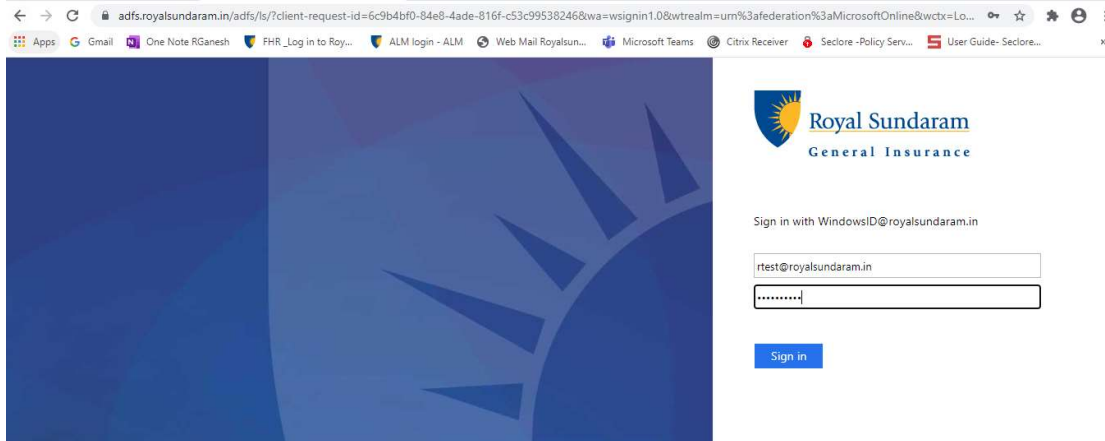 adfs.royalsundaram.in/adfs/ls/?client-request-id=6c9b4bf0-84e8-4ade-816f-c53c99538246&wa=wsignin1.0&wtrealm=urn%3afederation%3aMicrosoftOnline&wctx=Lo...
Apps Gmail One Note RGanesh FHR _Log in to Roy... ALM login - ALM Web Mail Royalsun... Microsoft Teams Citrix Receiver Seclore -Policy Serv... User Guide- Seclore...
Royal Sundaram
General Insurance
Sign in with WindowsID@royalsundaram.in
rtest@royalsundaram.in
••••••••••
Sign in